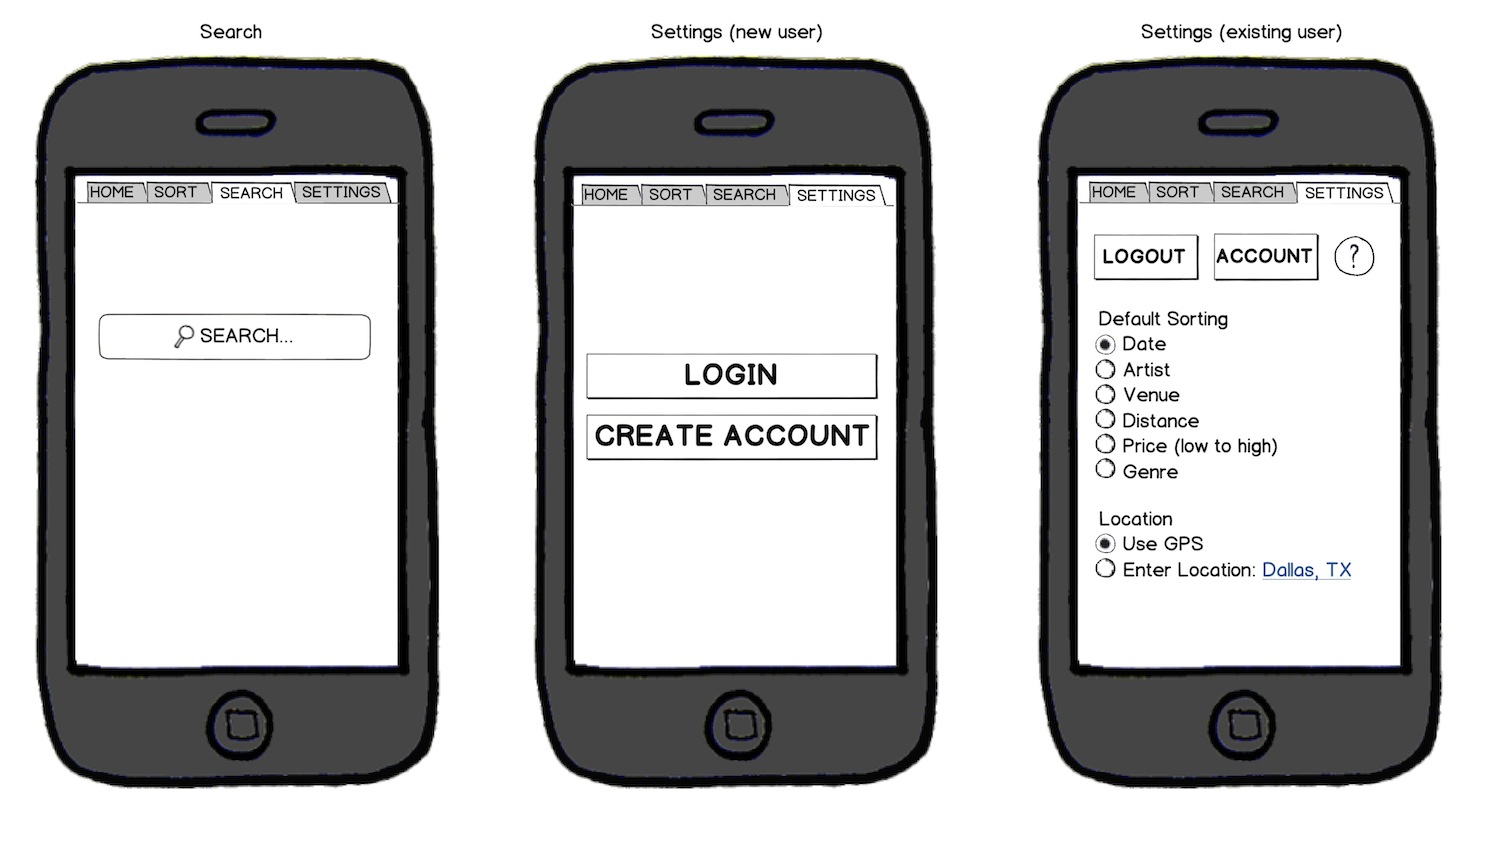 Search
HOME SORT SEARCH SETTINGS
SEARCH...
Settings (new user)
HOME SORT SEARCH SETTINGS
LOGIN
CREATE ACCOUNT
Settings (existing user)
HOME SORT SEARCH SETTINGS
LOGOUT ACCOUNT ?
Default Sorting
Date
Artist
Venue
Distance
Price (low to high)
Genre
Location
Use GPS
Enter Location: Dallas, TX